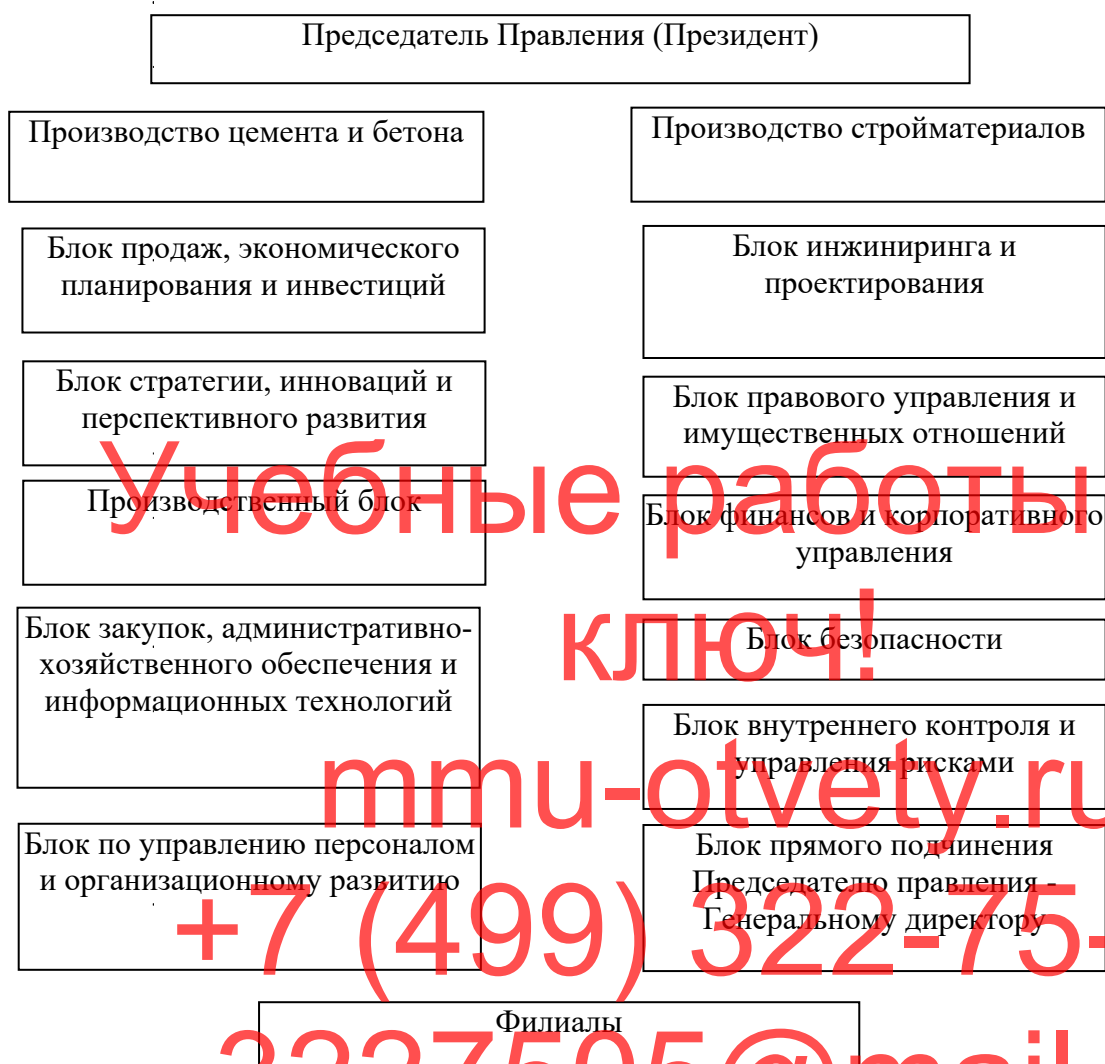 Председатель Правления (Президент)
Производство цемента и бетона
Производство стройматериалов
Блок продаж, экономического
планирования и инвестиций
Блок инжиниринга и
проектирования
Блок стратегии, инноваций и
перспективного развития
Блок правового управления и
имущественных отношений
Производственный блок
Блок финансов и корпоративного
управления
Блок закупок, административно-
хозяйственного обеспечения и
информационных технологий
Блок безопасности
Блок внутреннего контроля и
управления рисками
Блок по управлению персоналом
и организационному развитию
Блок прямого подчинения
Председателю правления -
Генеральному директору
Филиалы
Учебные работы
ключ!
mmu-otvety.ru
+7 (499) 322-75-